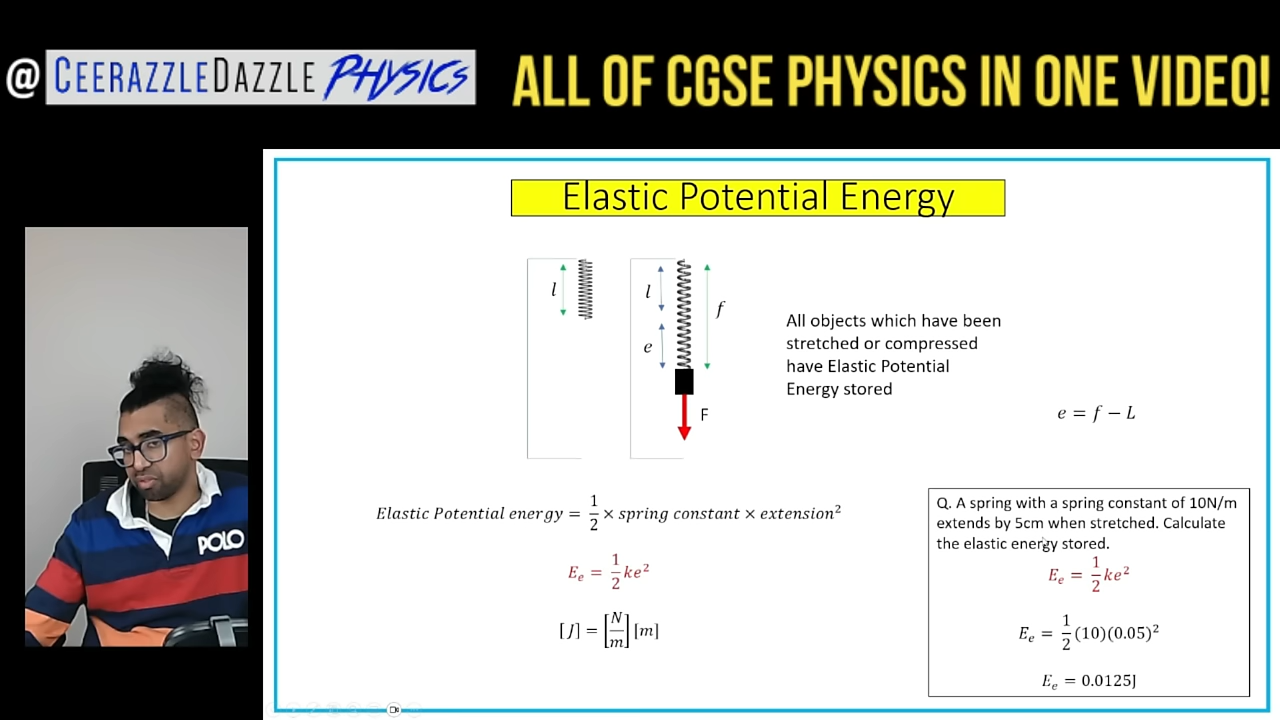 @ CEERAZZLEDAZZLE PHYSICS
ALL OF CGSE PHYSICS IN ONE VIDEO!
Elastic Potential Energy
l
l
e
f
F
All objects which have been
stretched or compressed
have Elastic Potential
Energy stored
e = f − L
Elastic Potential energy = 1/2 × spring constant × extension²
E_e = 1/2 ke²
[J] = [N/m] [m]
Q. A spring with a spring constant of 10N/m
extends by 5cm when stretched. Calculate
the elastic energy stored.
E_e = 1/2 ke²
E_e = 1/2 (10)(0.05)²
E_e = 0.0125J
POLO